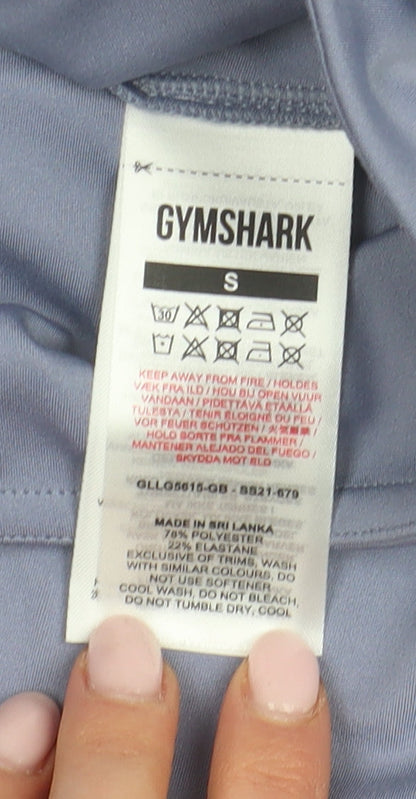 GYMSHARK
S
30
KEEP AWAY FROM FIRE / HOLDES
VÆK FRA ILD / HOU BIJ OPEN VUUR
VANDAAN / PIDETTÄVÄ ETÄÄLLÄ
TULESTA / TENIR ÉLOIGNÉ DU FEU /
VOR FEUER SCHÜTZEN /
HOLD BORTE FRA FLAMMER /
MANTENER ALEJADO DEL FUEGO /
SKYDDA MOT ELD
GLLG5615-GB - SS21-679
MADE IN SRI LANKA
78% POLYESTER
22% ELASTANE
EXCLUSIVE OF TRIMS, WASH
WITH SIMILAR COLOURS, DO
NOT USE SOFTENER
COOL WASH, DO NOT BLEACH,
DO NOT TUMBLE DRY, COOL